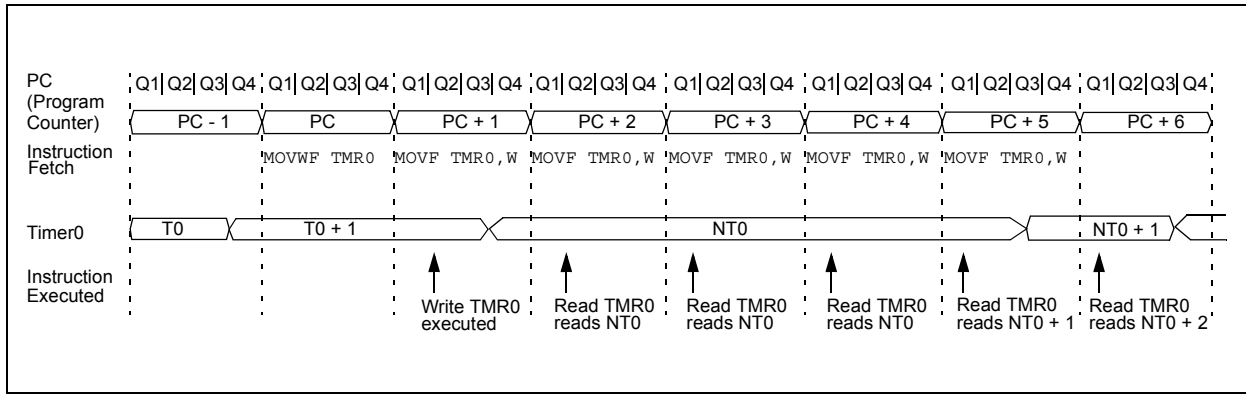 PC
(Program
Counter)
Q1 Q2 Q3 Q4 Q1 Q2 Q3 Q4 Q1 Q2 Q3 Q4 Q1 Q2 Q3 Q4 Q1 Q2 Q3 Q4 Q1 Q2 Q3 Q4 Q1 Q2 Q3 Q4 Q1 Q2 Q3 Q4
PC - 1 PC PC + 1 PC + 2 PC + 3 PC + 4 PC + 5 PC + 6
Instruction
Fetch
MOVWF TMR0 MOVF TMR0,W MOVF TMR0,W MOVF TMR0,W MOVF TMR0,W MOVF TMR0,W
Timer0
T0 T0 + 1 NT0 NT0 + 1
Instruction
Executed
Write TMR0
executed
Read TMR0
reads NT0
Read TMR0
reads NT0
Read TMR0
reads NT0
Read TMR0
reads NT0 + 1
Read TMR0
reads NT0 + 2